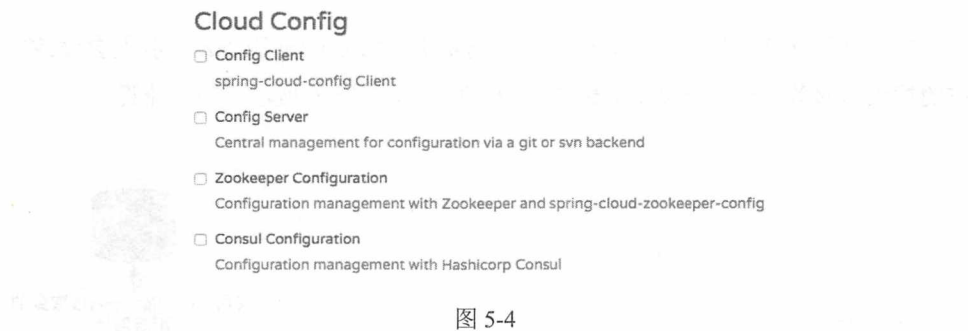 Cloud Config
Config Client
spring-cloud-config Client
Config Server
Central management for configuration via a git or svn backend
Zookeeper Configuration
Configuration management with Zookeeper and spring-cloud-zookeeper-config
Consul Configuration
Configuration management with Hashicorp Consul
图 5-4